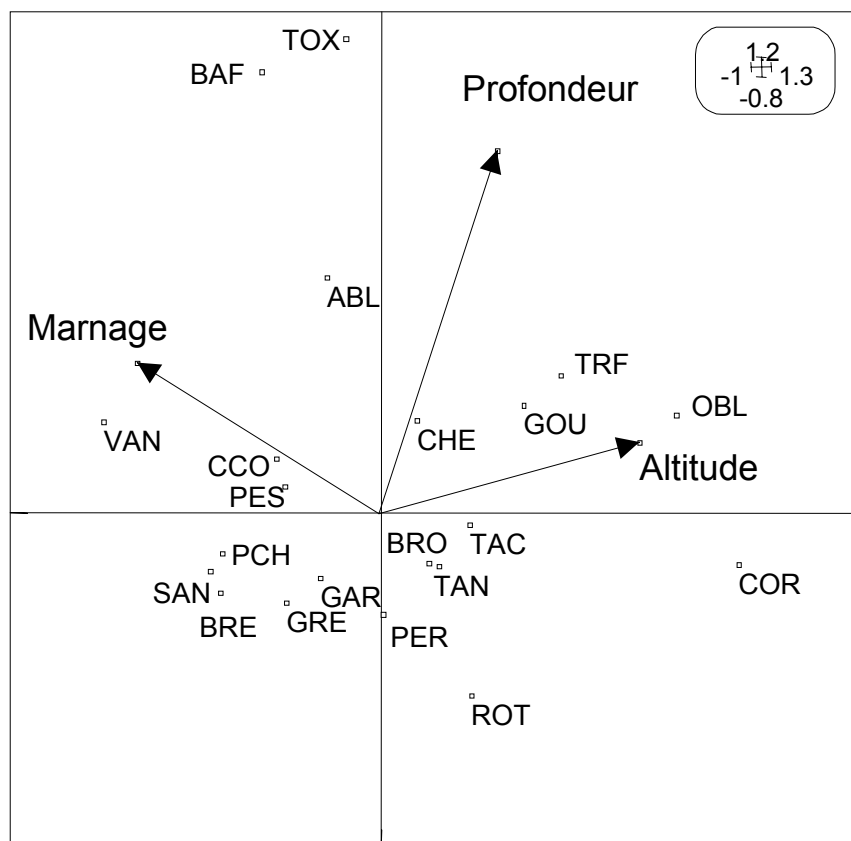 TOX
BAF
1.2
-1 1.3
-0.8
Profondeur
ABL
Marnage
TRF
OBL
GOU
CHE
VAN
CCO
Altitude
PES
BRO
TAC
PCH
TAN
COR
SAN
GAR
BRE
GRE
PER
ROT